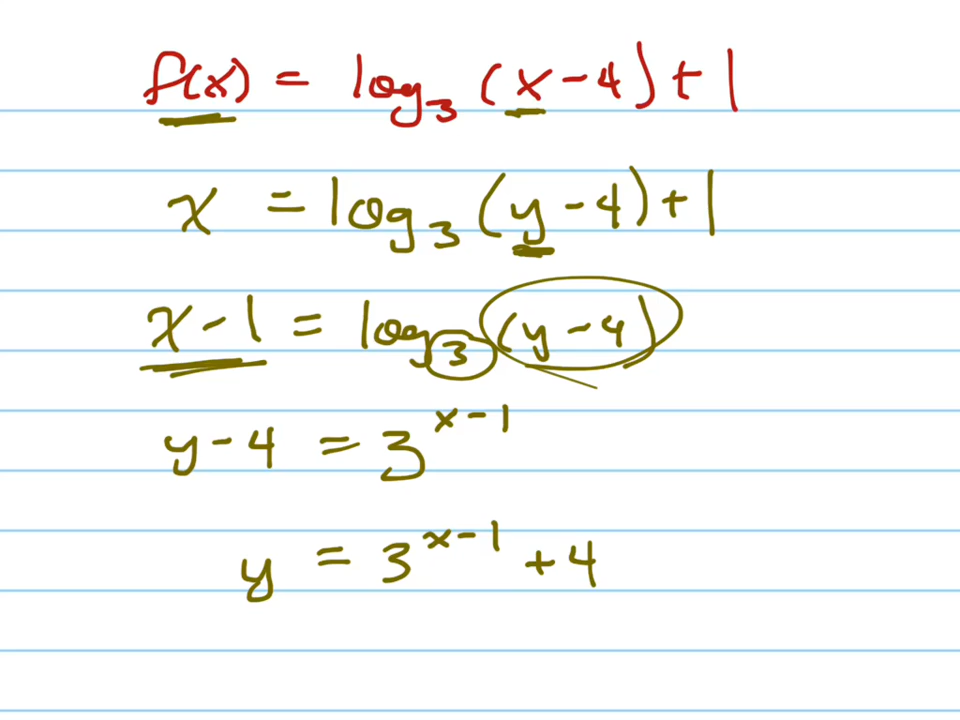 f(x) = log₃ (x-4)+1
x = log₃ (y-4)+1
x-1 = log₃ (y-4)
y-4 = 3^(x-1)
y = 3^(x-1) +4